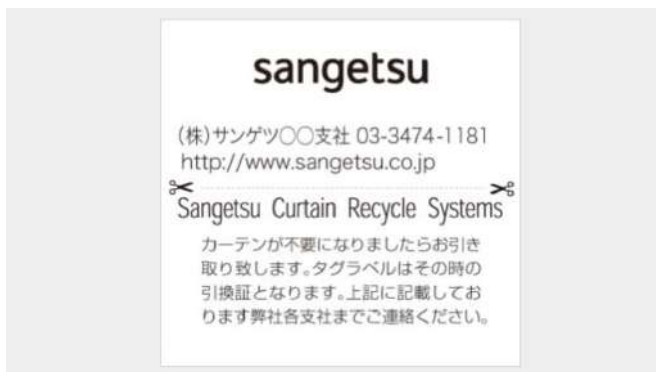 sangetsu
(株)サンゲツ○○支社 03-3474-1181
http://www.sangetsu.co.jp
Sangetsu Curtain Recycle Systems
カーテンが不要になりましたらお引き
取り致します。タグラベルはその時の
引換証となります。上記に記載してお
ります弊社各支社までご連絡ください。